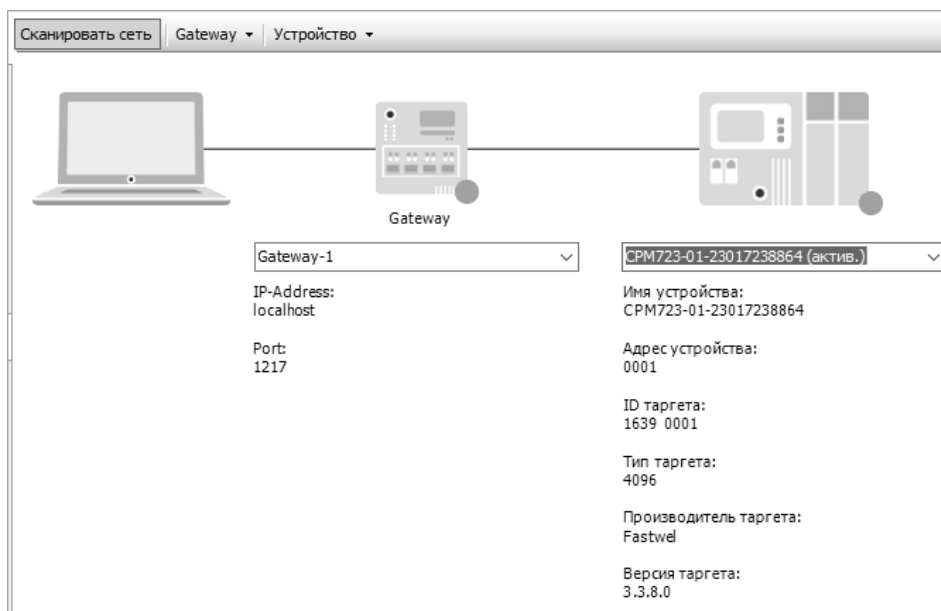 Сканировать сеть Gateway Устройство
Gateway
Gateway-1
IP-Address:
localhost
Port:
1217
CPM723-01-23017238864 (актив.)
Имя устройства:
CPM723-01-23017238864
Адрес устройства:
0001
ID таргета:
1639 0001
Тип таргета:
4096
Производитель таргета:
Fastwel
Версия таргета:
3.3.8.0